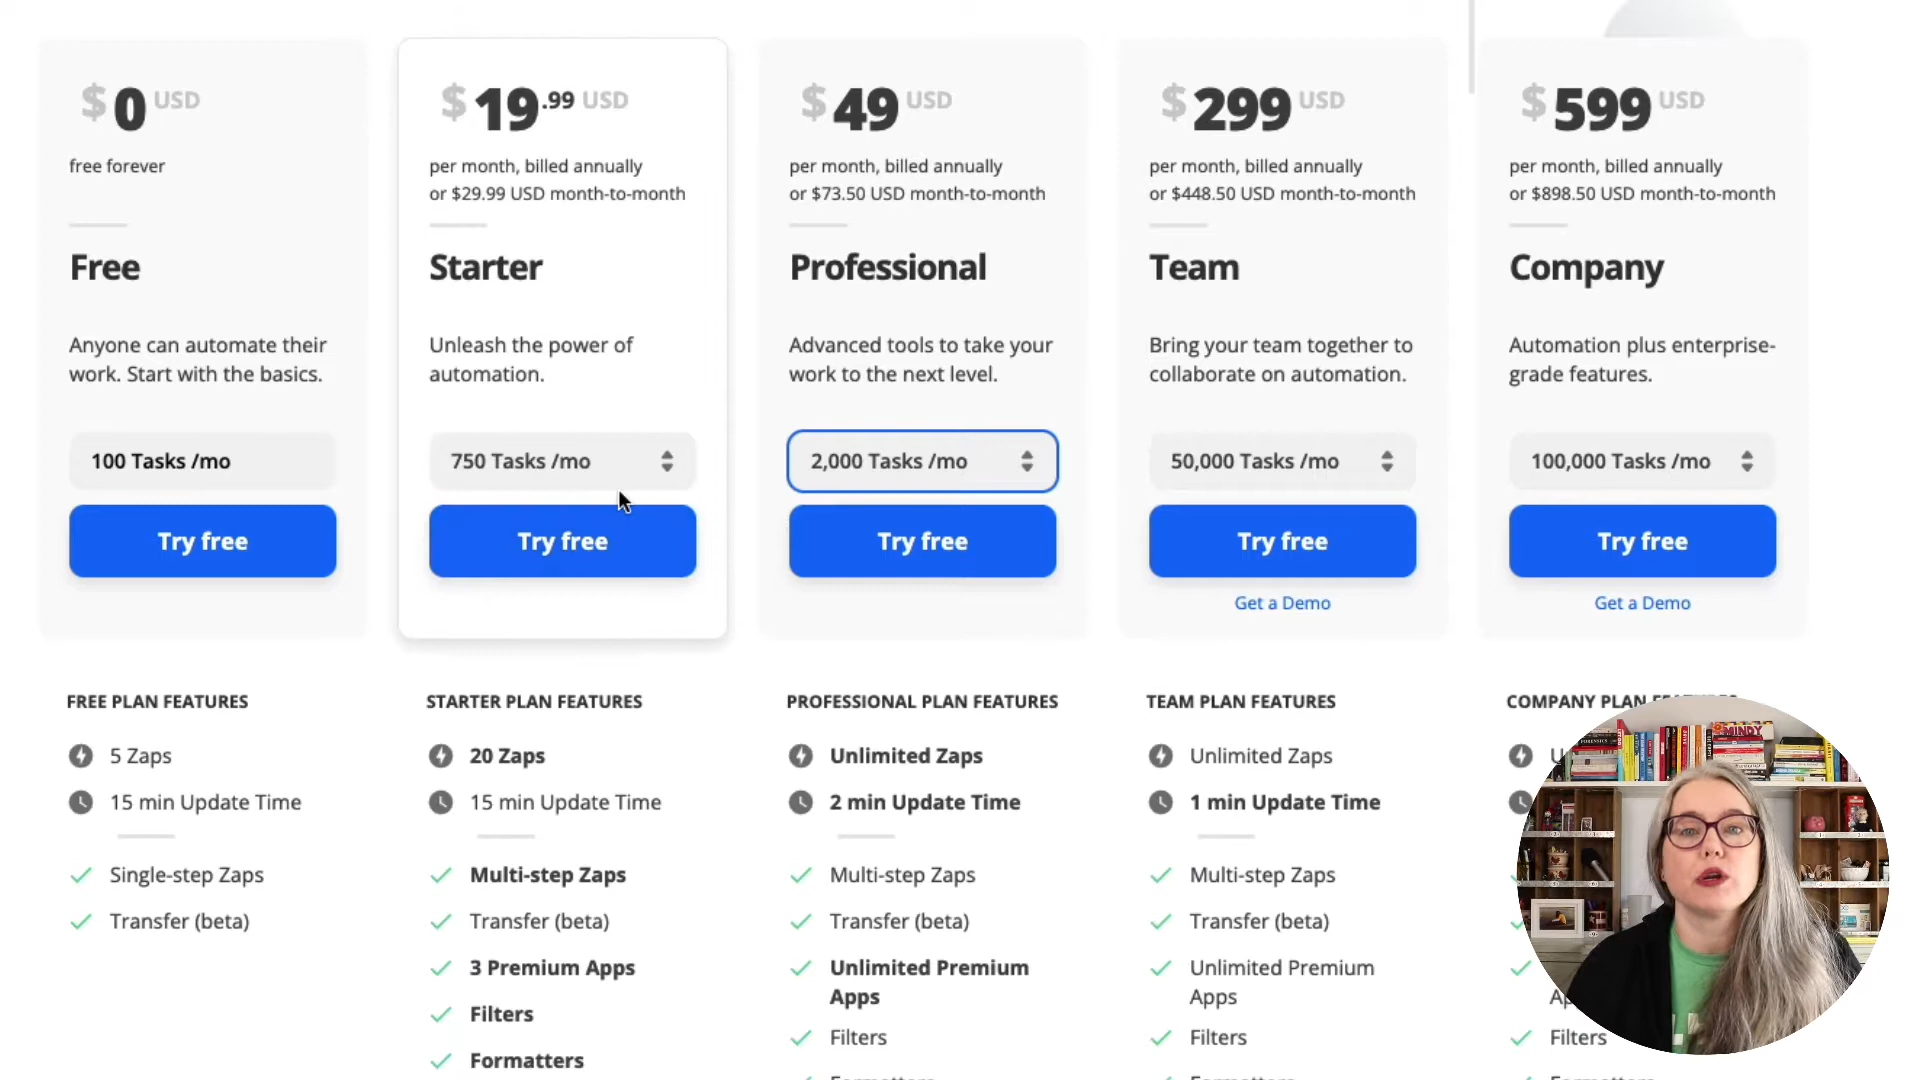 $0 USD
free forever
Free
Anyone can automate their
work. Start with the basics.
100 Tasks /mo
Try free
$19.99 USD
per month, billed annually
or $29.99 USD month-to-month
Starter
Unleash the power of
automation.
750 Tasks /mo
Try free
$49 USD
per month, billed annually
or $73.50 USD month-to-month
Professional
Advanced tools to take your
work to the next level.
2,000 Tasks /mo
Try free
$299 USD
per month, billed annually
or $448.50 USD month-to-month
Team
Bring your team together to
collaborate on automation.
50,000 Tasks /mo
Try free
Get a Demo
$599 USD
per month, billed annually
or $898.50 USD month-to-month
Company
Automation plus enterprise-
grade features.
100,000 Tasks /mo
Try free
Get a Demo
FREE PLAN FEATURES
5 Zaps
15 min Update Time
Single-step Zaps
Transfer (beta)
STARTER PLAN FEATURES
20 Zaps
15 min Update Time
Multi-step Zaps
Transfer (beta)
3 Premium Apps
Filters
Formatters
PROFESSIONAL PLAN FEATURES
Unlimited Zaps
2 min Update Time
Multi-step Zaps
Transfer (beta)
Unlimited Premium
Apps
Filters
TEAM PLAN FEATURES
Unlimited Zaps
1 min Update Time
Multi-step Zaps
Transfer (beta)
Unlimited Premium
Apps
Filters
COMPANY PLAN
Filters
MINDY